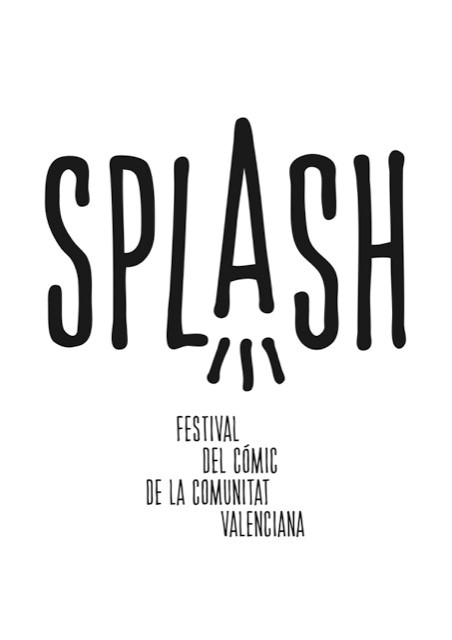 SPLASH
FESTIVAL
DEL CÓMIC
DE LA COMUNITAT
VALENCIANA